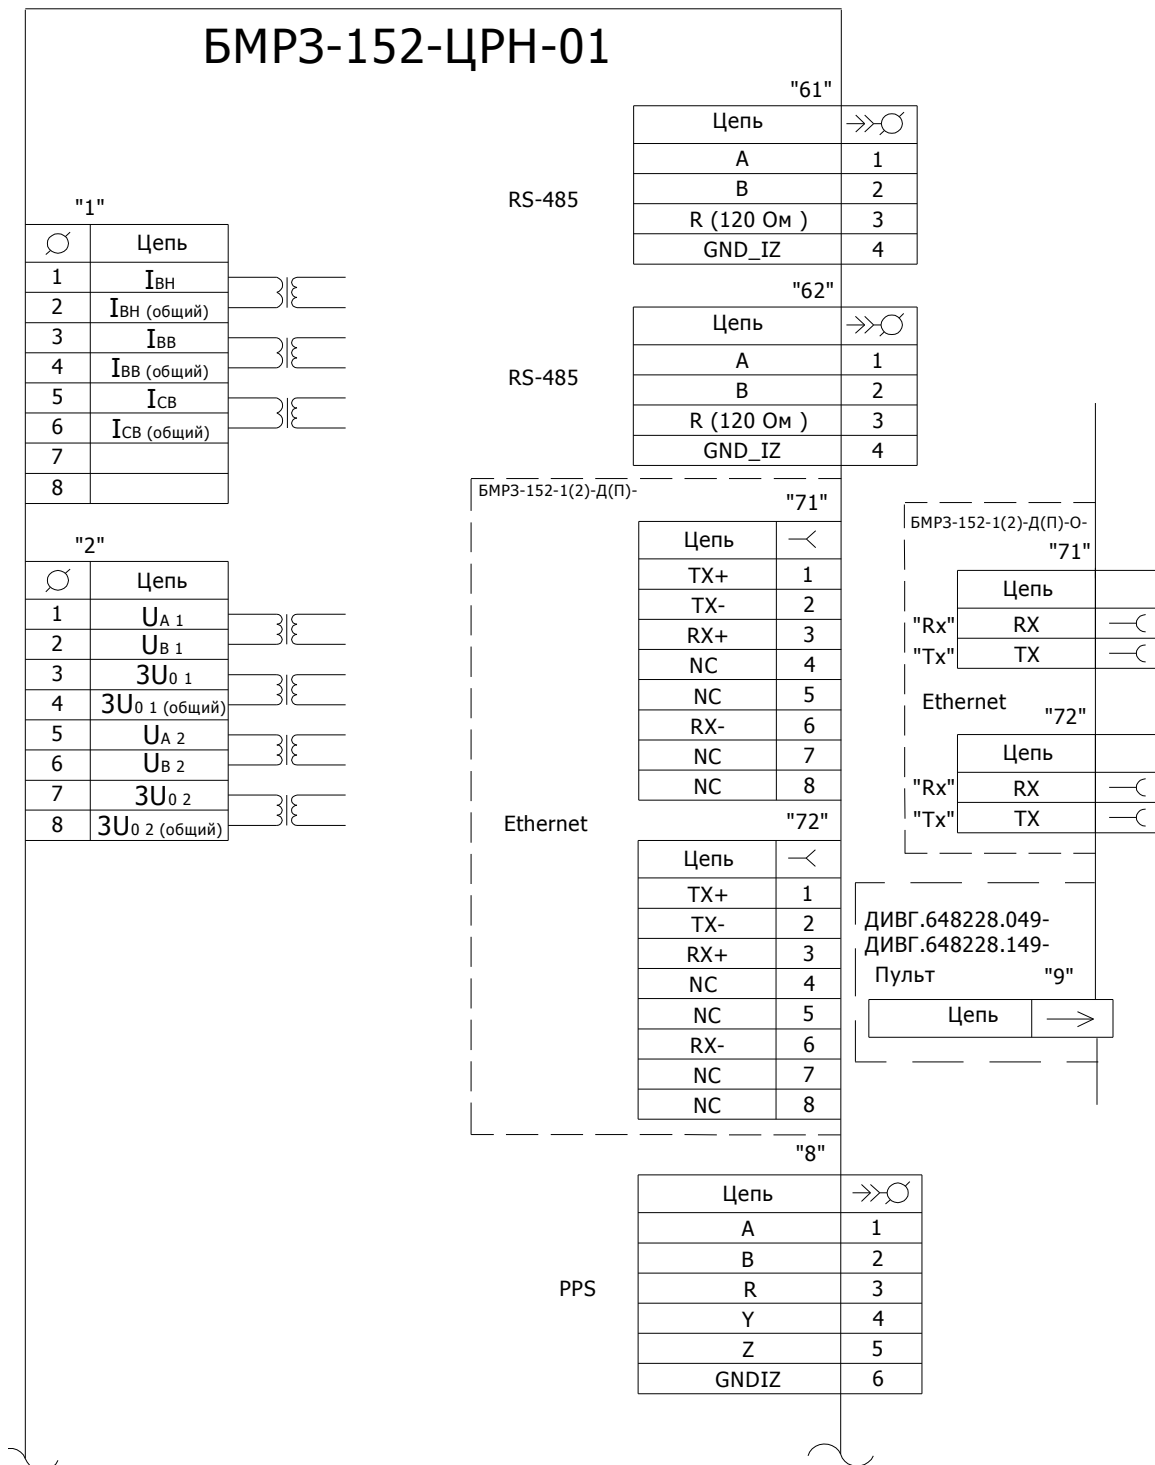 БМРЗ-152-ЦРН-01
"1"
Цепь
1 IВН
2 IВН (общий)
3 IВВ
4 IВВ (общий)
5 IСВ
6 IСВ (общий)
7
8
"2"
Цепь
1 UА 1
2 UВ 1
3 3U0 1
4 3U0 1 (общий)
5 UА 2
6 UВ 2
7 3U0 2
8 3U0 2 (общий)
"61"
RS-485
Цепь
A 1
B 2
R (120 Ом ) 3
GND_IZ 4
"62"
RS-485
Цепь
A 1
B 2
R (120 Ом ) 3
GND_IZ 4
БМРЗ-152-1(2)-Д(П)-
"71"
Цепь
TX+ 1
TX- 2
RX+ 3
NC 4
NC 5
RX- 6
NC 7
NC 8
Ethernet
"72"
Цепь
TX+ 1
TX- 2
RX+ 3
NC 4
NC 5
RX- 6
NC 7
NC 8
"8"
PPS
Цепь
A 1
B 2
R 3
Y 4
Z 5
GNDIZ 6
БМРЗ-152-1(2)-Д(П)-О-
"71"
Цепь
"Rx" RX
"Tx" TX
Ethernet
"72"
Цепь
"Rx" RX
"Tx" TX
ДИВГ.648228.049-
ДИВГ.648228.149-
Пульт "9"
Цепь